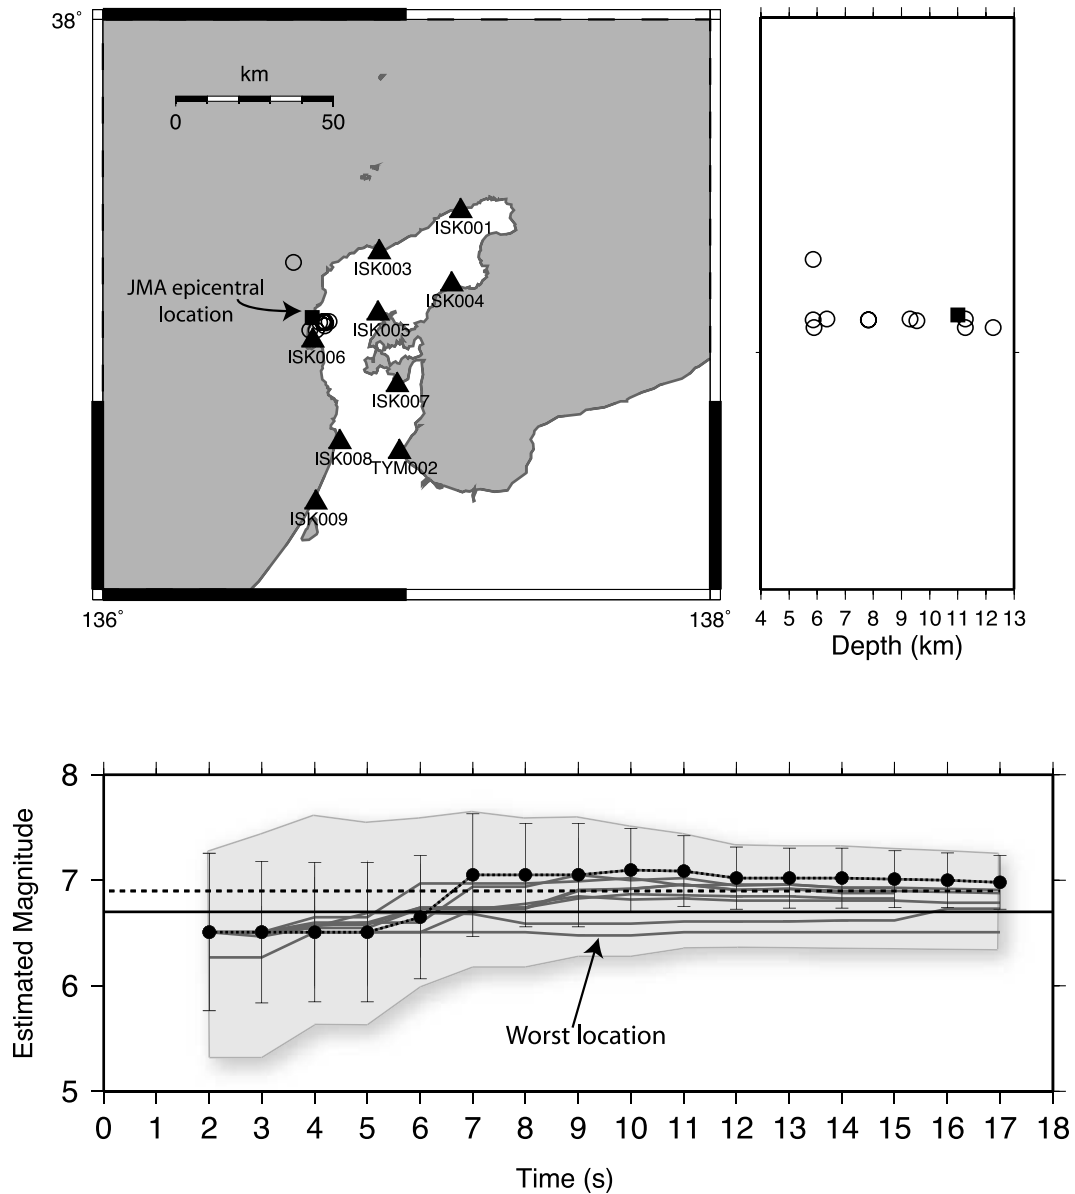 38°
km
0 50
ISK001
ISK003
JMA epicentral
location
ISK004
ISK005
ISK006
ISK007
ISK008
TYM002
ISK009
136°
138°
4 5 6 7 8 9 10 11 12 13
Depth (km)
8
7
6
5
Estimated Magnitude
Worst location
0 1 2 3 4 5 6 7 8 9 10 11 12 13 14 15 16 17 18
Time (s)